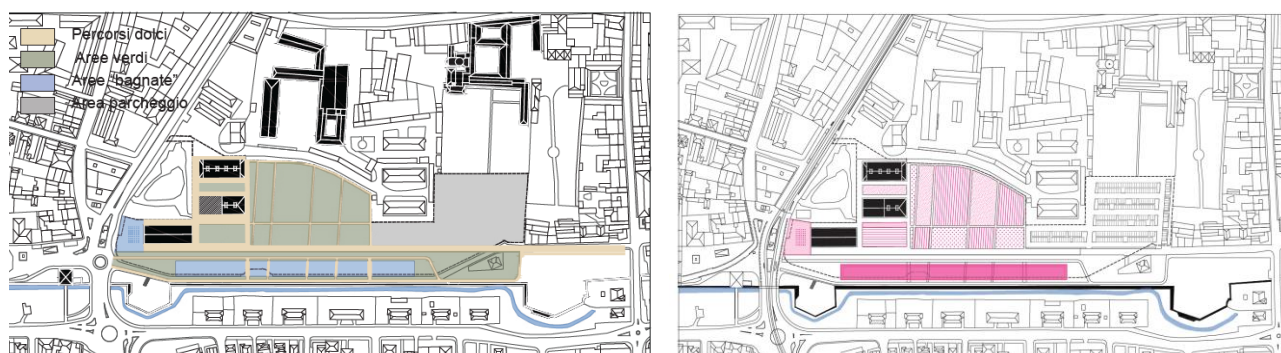 Percorsi dolci
Aree verdi
Aree "bagnate"
Area parcheggio